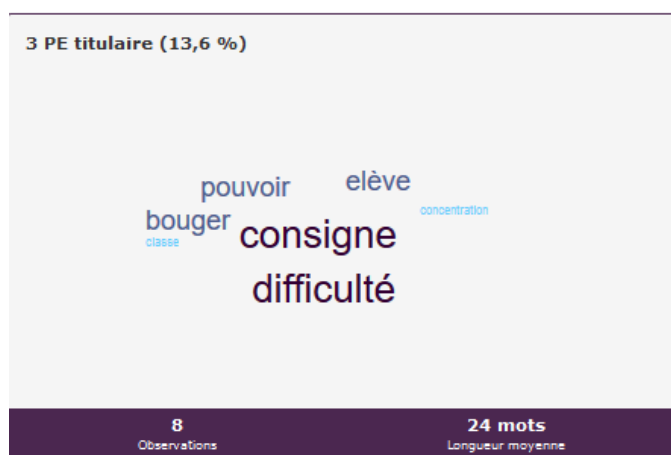 3 PE titulaire (13,6 %)
pouvoir elève
concentration
bouger consigne
classe
difficulté
8 24 mots
Observations Longueur moyenne